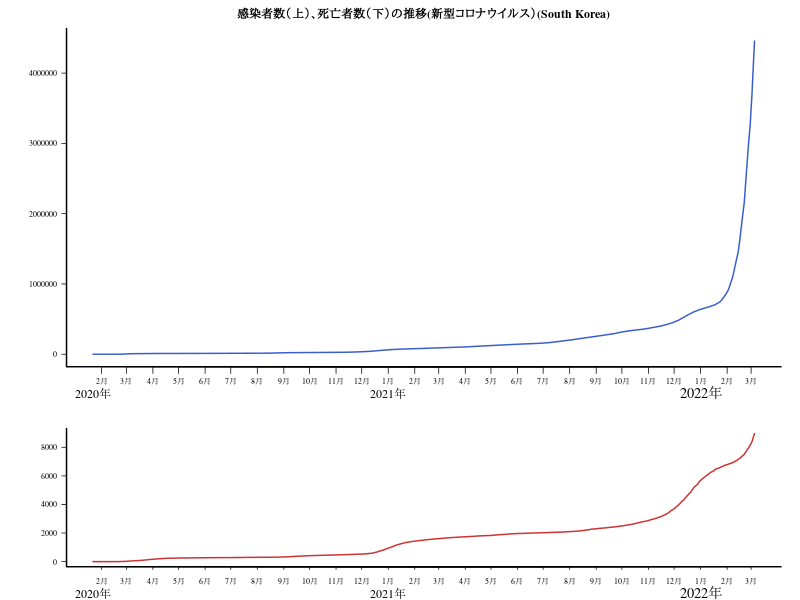 感染者数（上）、死亡者数（下）の推移(新型コロナウイルス）(South Korea)
4000000
3000000
2000000
1000000
0
2月 3月 4月 5月 6月 7月 8月 9月 10月 11月 12月 1月 2月 3月 4月 5月 6月 7月 8月 9月 10月 11月 12月 1月 2月 3月
2020年 2021年 2022年
8000
6000
4000
2000
0
2月 3月 4月 5月 6月 7月 8月 9月 10月 11月 12月 1月 2月 3月 4月 5月 6月 7月 8月 9月 10月 11月 12月 1月 2月 3月
2020年 2021年 2022年